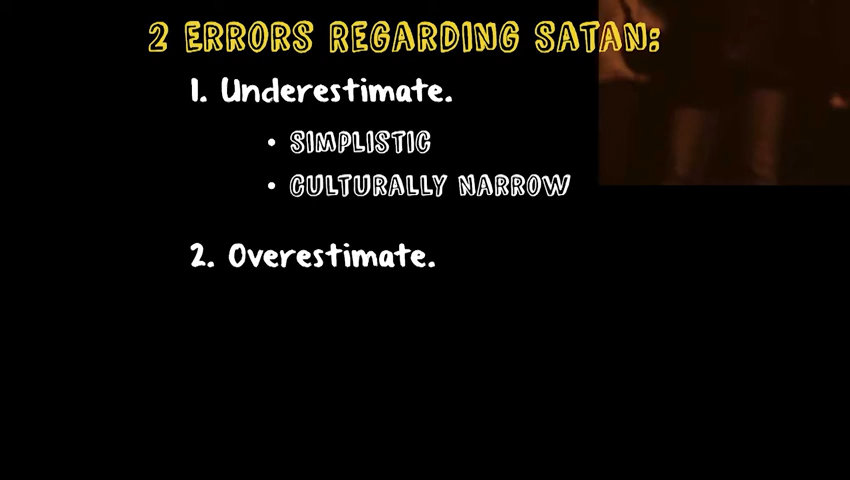 2 ERRORS REGARDING SATAN:
1. Underestimate.
• SIMPLISTIC
• CULTURALLY NARROW
2. Overestimate.